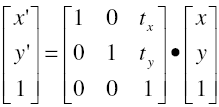 [x'] [1 0 t_x] [x]
[y'] = [0 1 t_y] • [y]
[1] [0 0 1] [1]